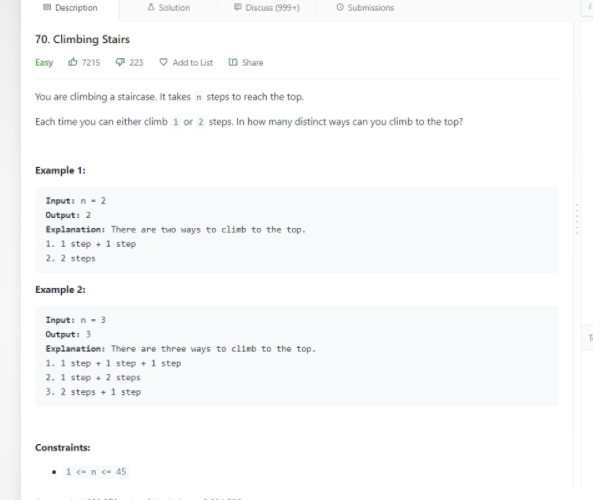 Description Solution Discuss (999+) Submissions
70. Climbing Stairs
Easy 7215 223 Add to List Share
You are climbing a staircase. It takes n steps to reach the top.
Each time you can either climb 1 or 2 steps. In how many distinct ways can you climb to the top?
Example 1:
Input: n = 2
Output: 2
Explanation: There are two ways to climb to the top.
1. 1 step + 1 step
2. 2 steps
Example 2:
Input: n = 3
Output: 3
Explanation: There are three ways to climb to the top.
1. 1 step + 1 step + 1 step
2. 1 step + 2 steps
3. 2 steps + 1 step
Constraints:
• 1 <= n <= 45